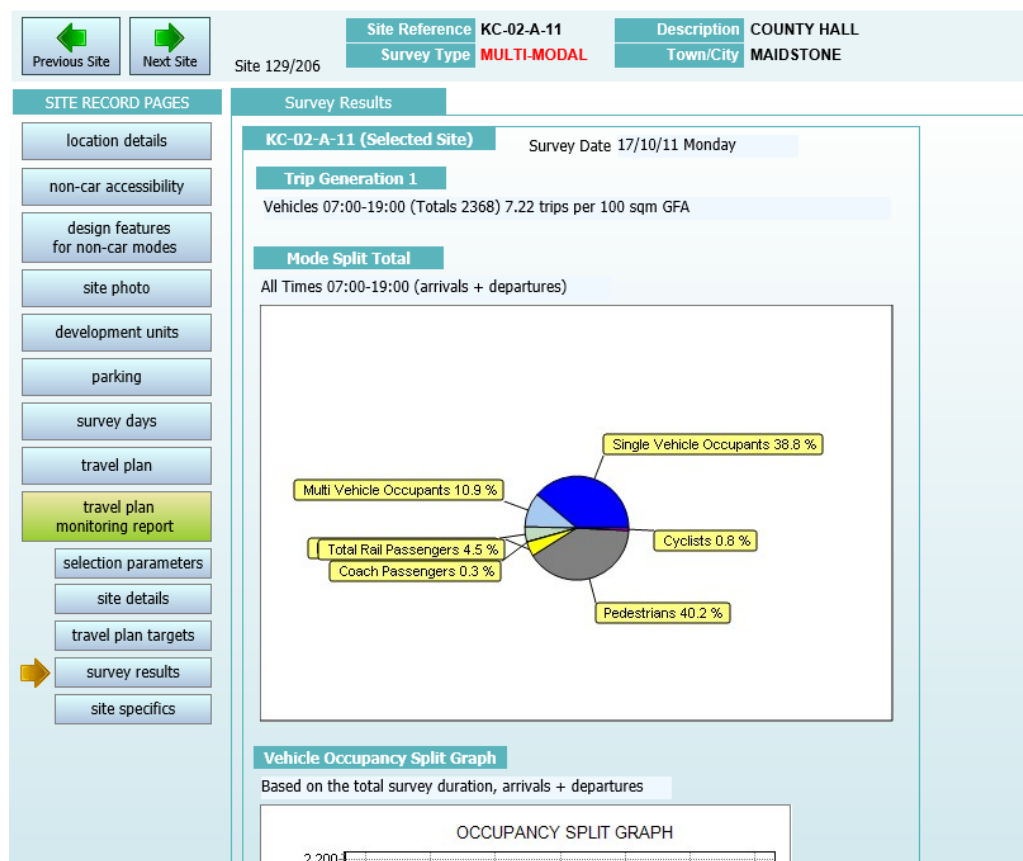 Previous Site
Next Site
Site 129/206
Site Reference KC-02-A-11
Description COUNTY HALL
Survey Type MULTI-MODAL
Town/City MAIDSTONE
SITE RECORD PAGES
location details
non-car accessibility
design features
for non-car modes
site photo
development units
parking
survey days
travel plan
travel plan
monitoring report
selection parameters
site details
travel plan targets
survey results
site specifics
Survey Results
KC-02-A-11 (Selected Site)
Survey Date 17/10/11 Monday
Trip Generation 1
Vehicles 07:00-19:00 (Totals 2368) 7.22 trips per 100 sqm GFA
Mode Split Total
All Times 07:00-19:00 (arrivals + departures)
Single Vehicle Occupants 38.8 %
Multi Vehicle Occupants 10.9 %
Cyclists 0.8 %
Total Rail Passengers 4.5 %
Coach Passengers 0.3 %
Pedestrians 40.2 %
Vehicle Occupancy Split Graph
Based on the total survey duration, arrivals + departures
OCCUPANCY SPLIT GRAPH
2,200